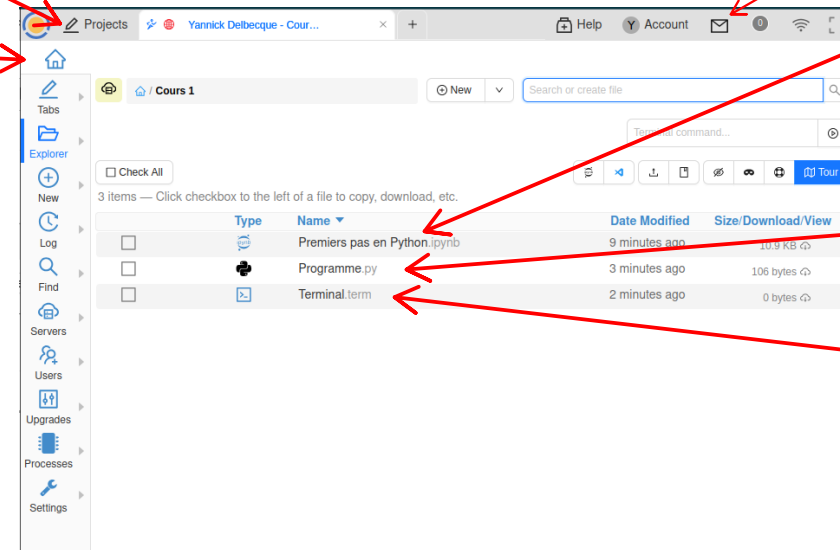 Projects
Yannick Delbecque - Cour...
×
+
Help
Y Account
0
Tabs
Explorer
New
Log
Find
Servers
Users
Upgrades
Processes
Settings
/ Cours 1
New
Search or create file
Terminal command...
Check All
Tour
3 items — Click checkbox to the left of a file to copy, download, etc.
Type Name Date Modified Size/Download/View
Premiers pas en Python.ipynb 9 minutes ago 10.9 KB
Programme.py 3 minutes ago 106 bytes
Terminal.term 2 minutes ago 0 bytes